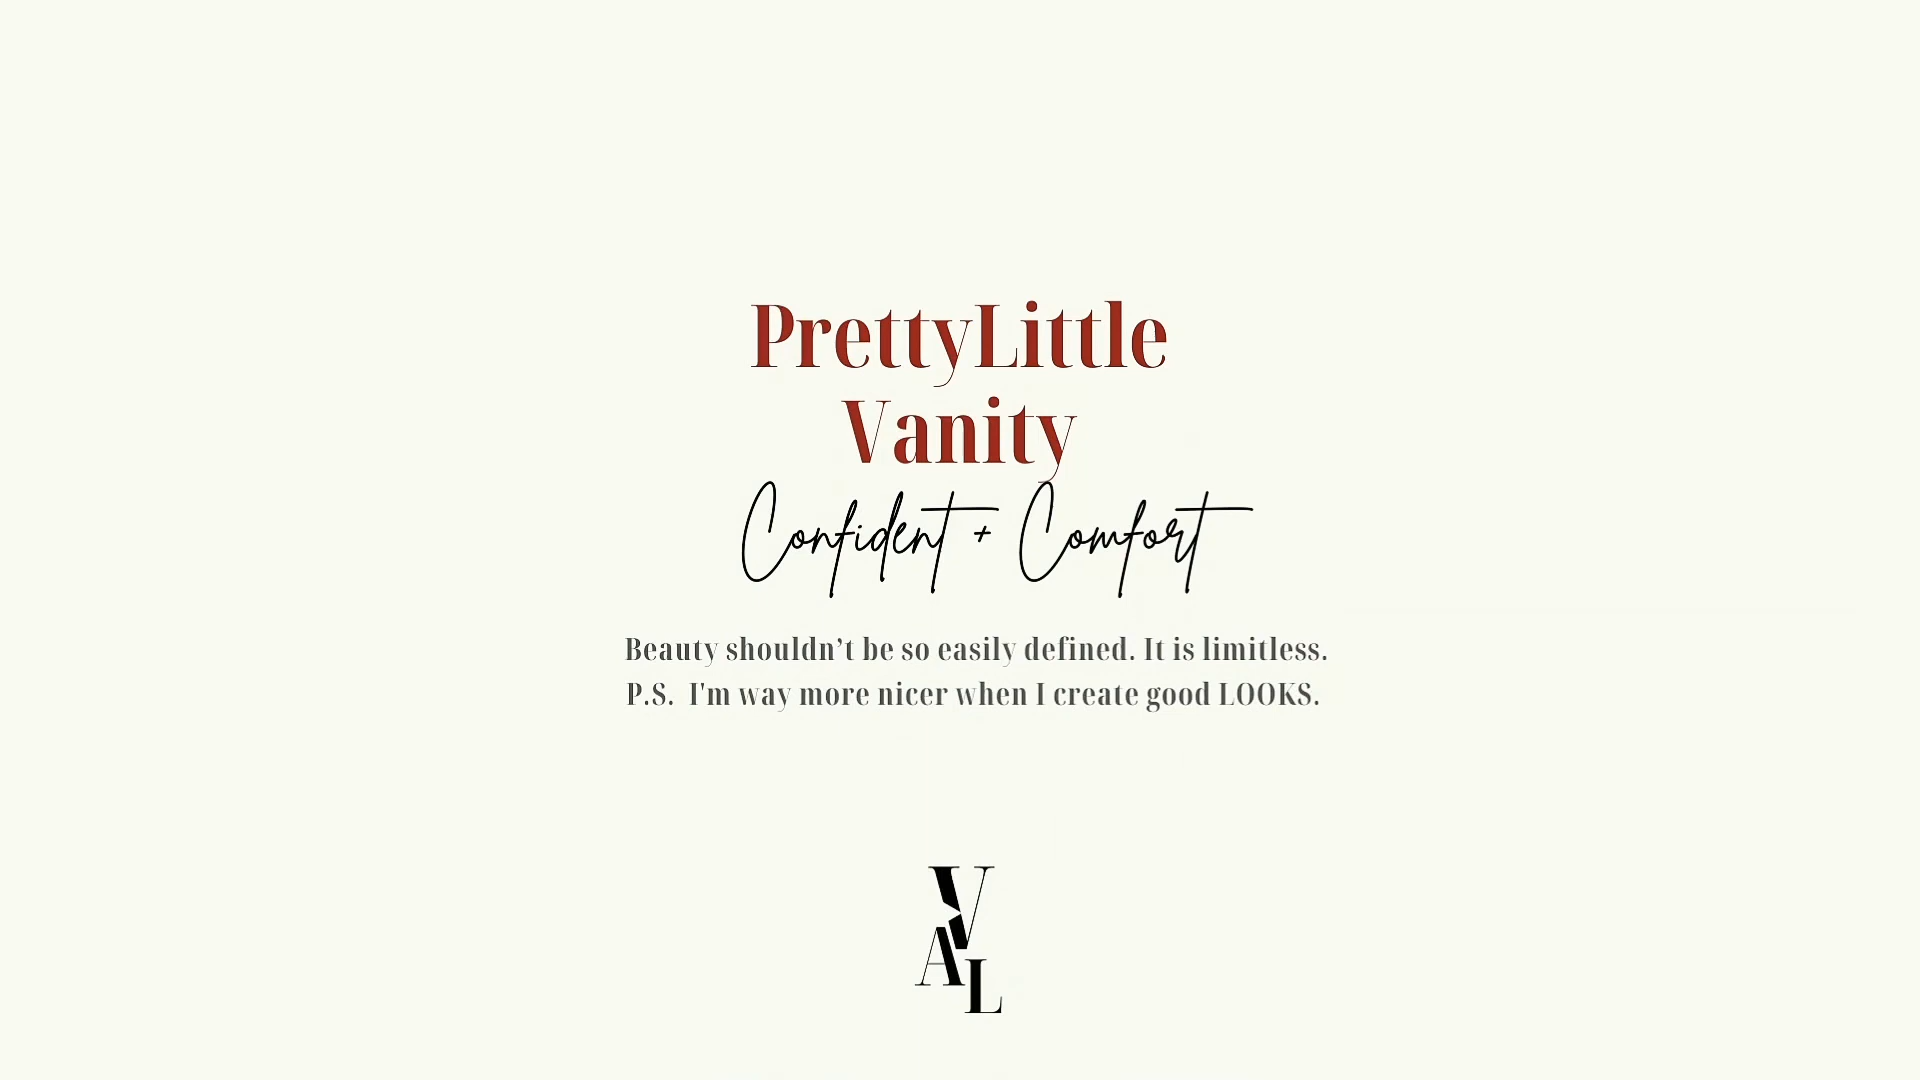 PrettyLittle
Vanity
Confident + Comfort
Beauty shouldn’t be so easily defined. It is limitless.
P.S.  I'm way more nicer when I create good LOOKS.
V
A
L